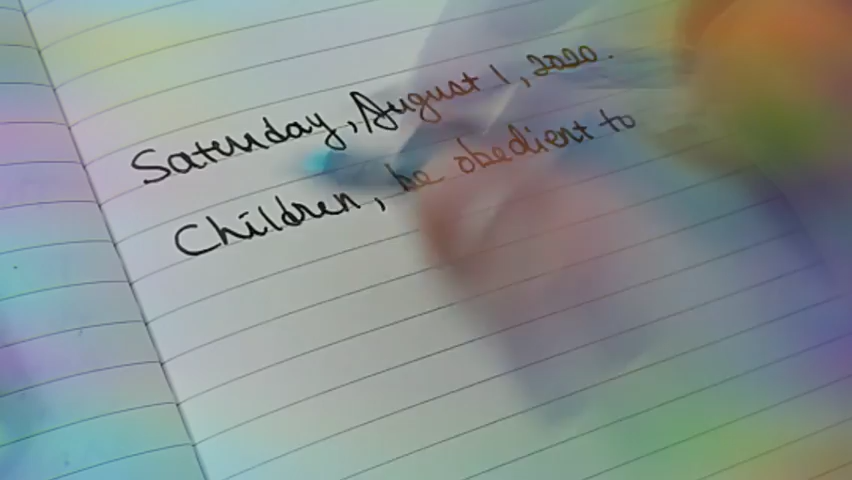 Saturday, August 1, 2020.
Children, be obedient to